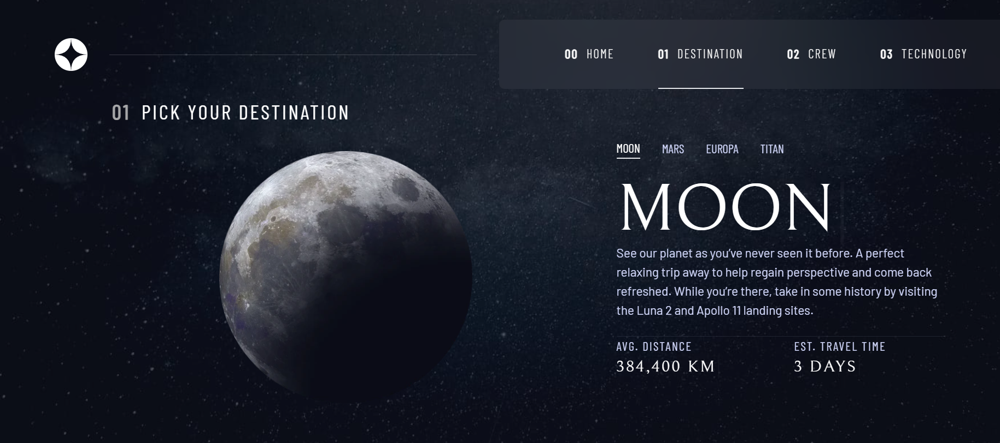 00 HOME 01 DESTINATION 02 CREW 03 TECHNOLOGY
01 PICK YOUR DESTINATION
MOON MARS EUROPA TITAN
MOON
See our planet as you’ve never seen it before. A perfect
relaxing trip away to help regain perspective and come back
refreshed. While you’re there, take in some history by visiting
the Luna 2 and Apollo 11 landing sites.
AVG. DISTANCE EST. TRAVEL TIME
384,400 KM 3 DAYS